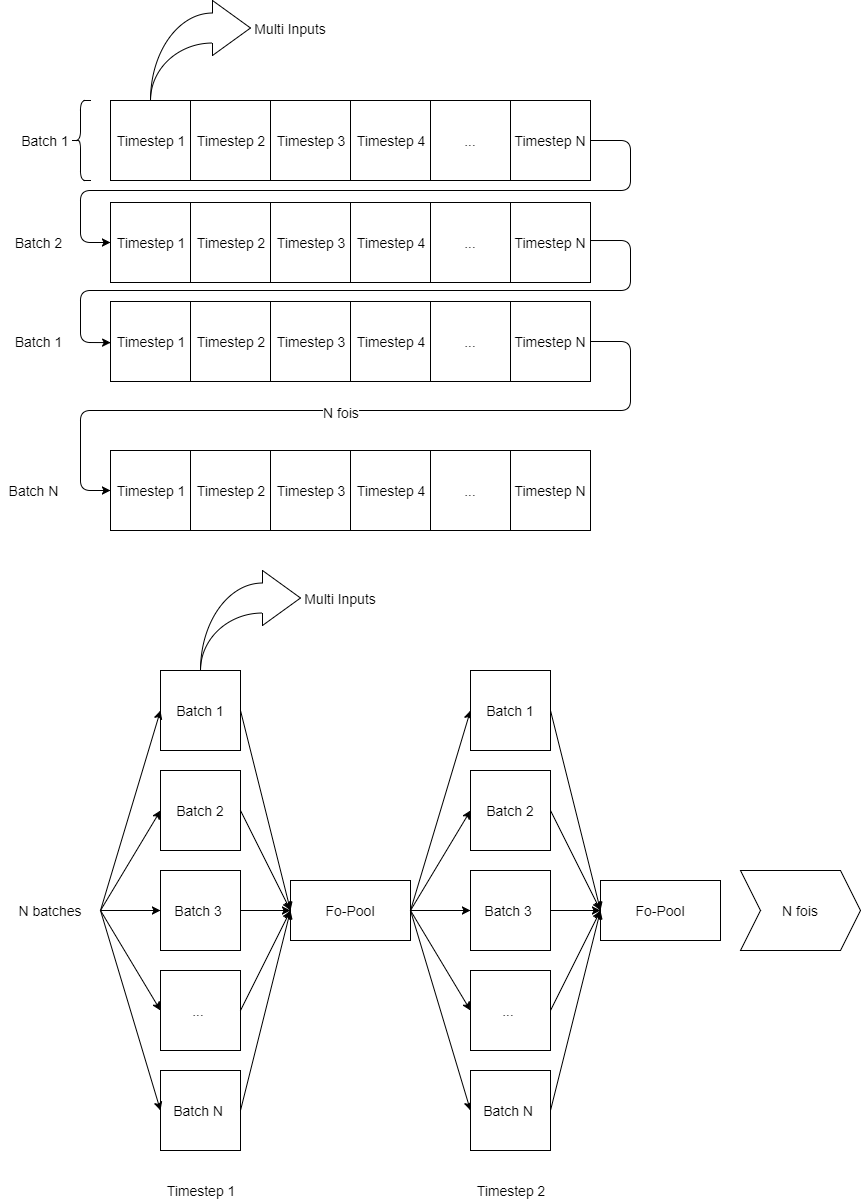 Multi Inputs
Batch 1 Timestep 1 Timestep 2 Timestep 3 Timestep 4 ... Timestep N
Batch 2 Timestep 1 Timestep 2 Timestep 3 Timestep 4 ... Timestep N
Batch 1 Timestep 1 Timestep 2 Timestep 3 Timestep 4 ... Timestep N
N fois
Batch N Timestep 1 Timestep 2 Timestep 3 Timestep 4 ... Timestep N
Multi Inputs
Batch 1 Batch 1
Batch 2 Batch 2
N batches Batch 3 Fo-Pool Batch 3 Fo-Pool N fois
... ...
Batch N Batch N
Timestep 1 Timestep 2